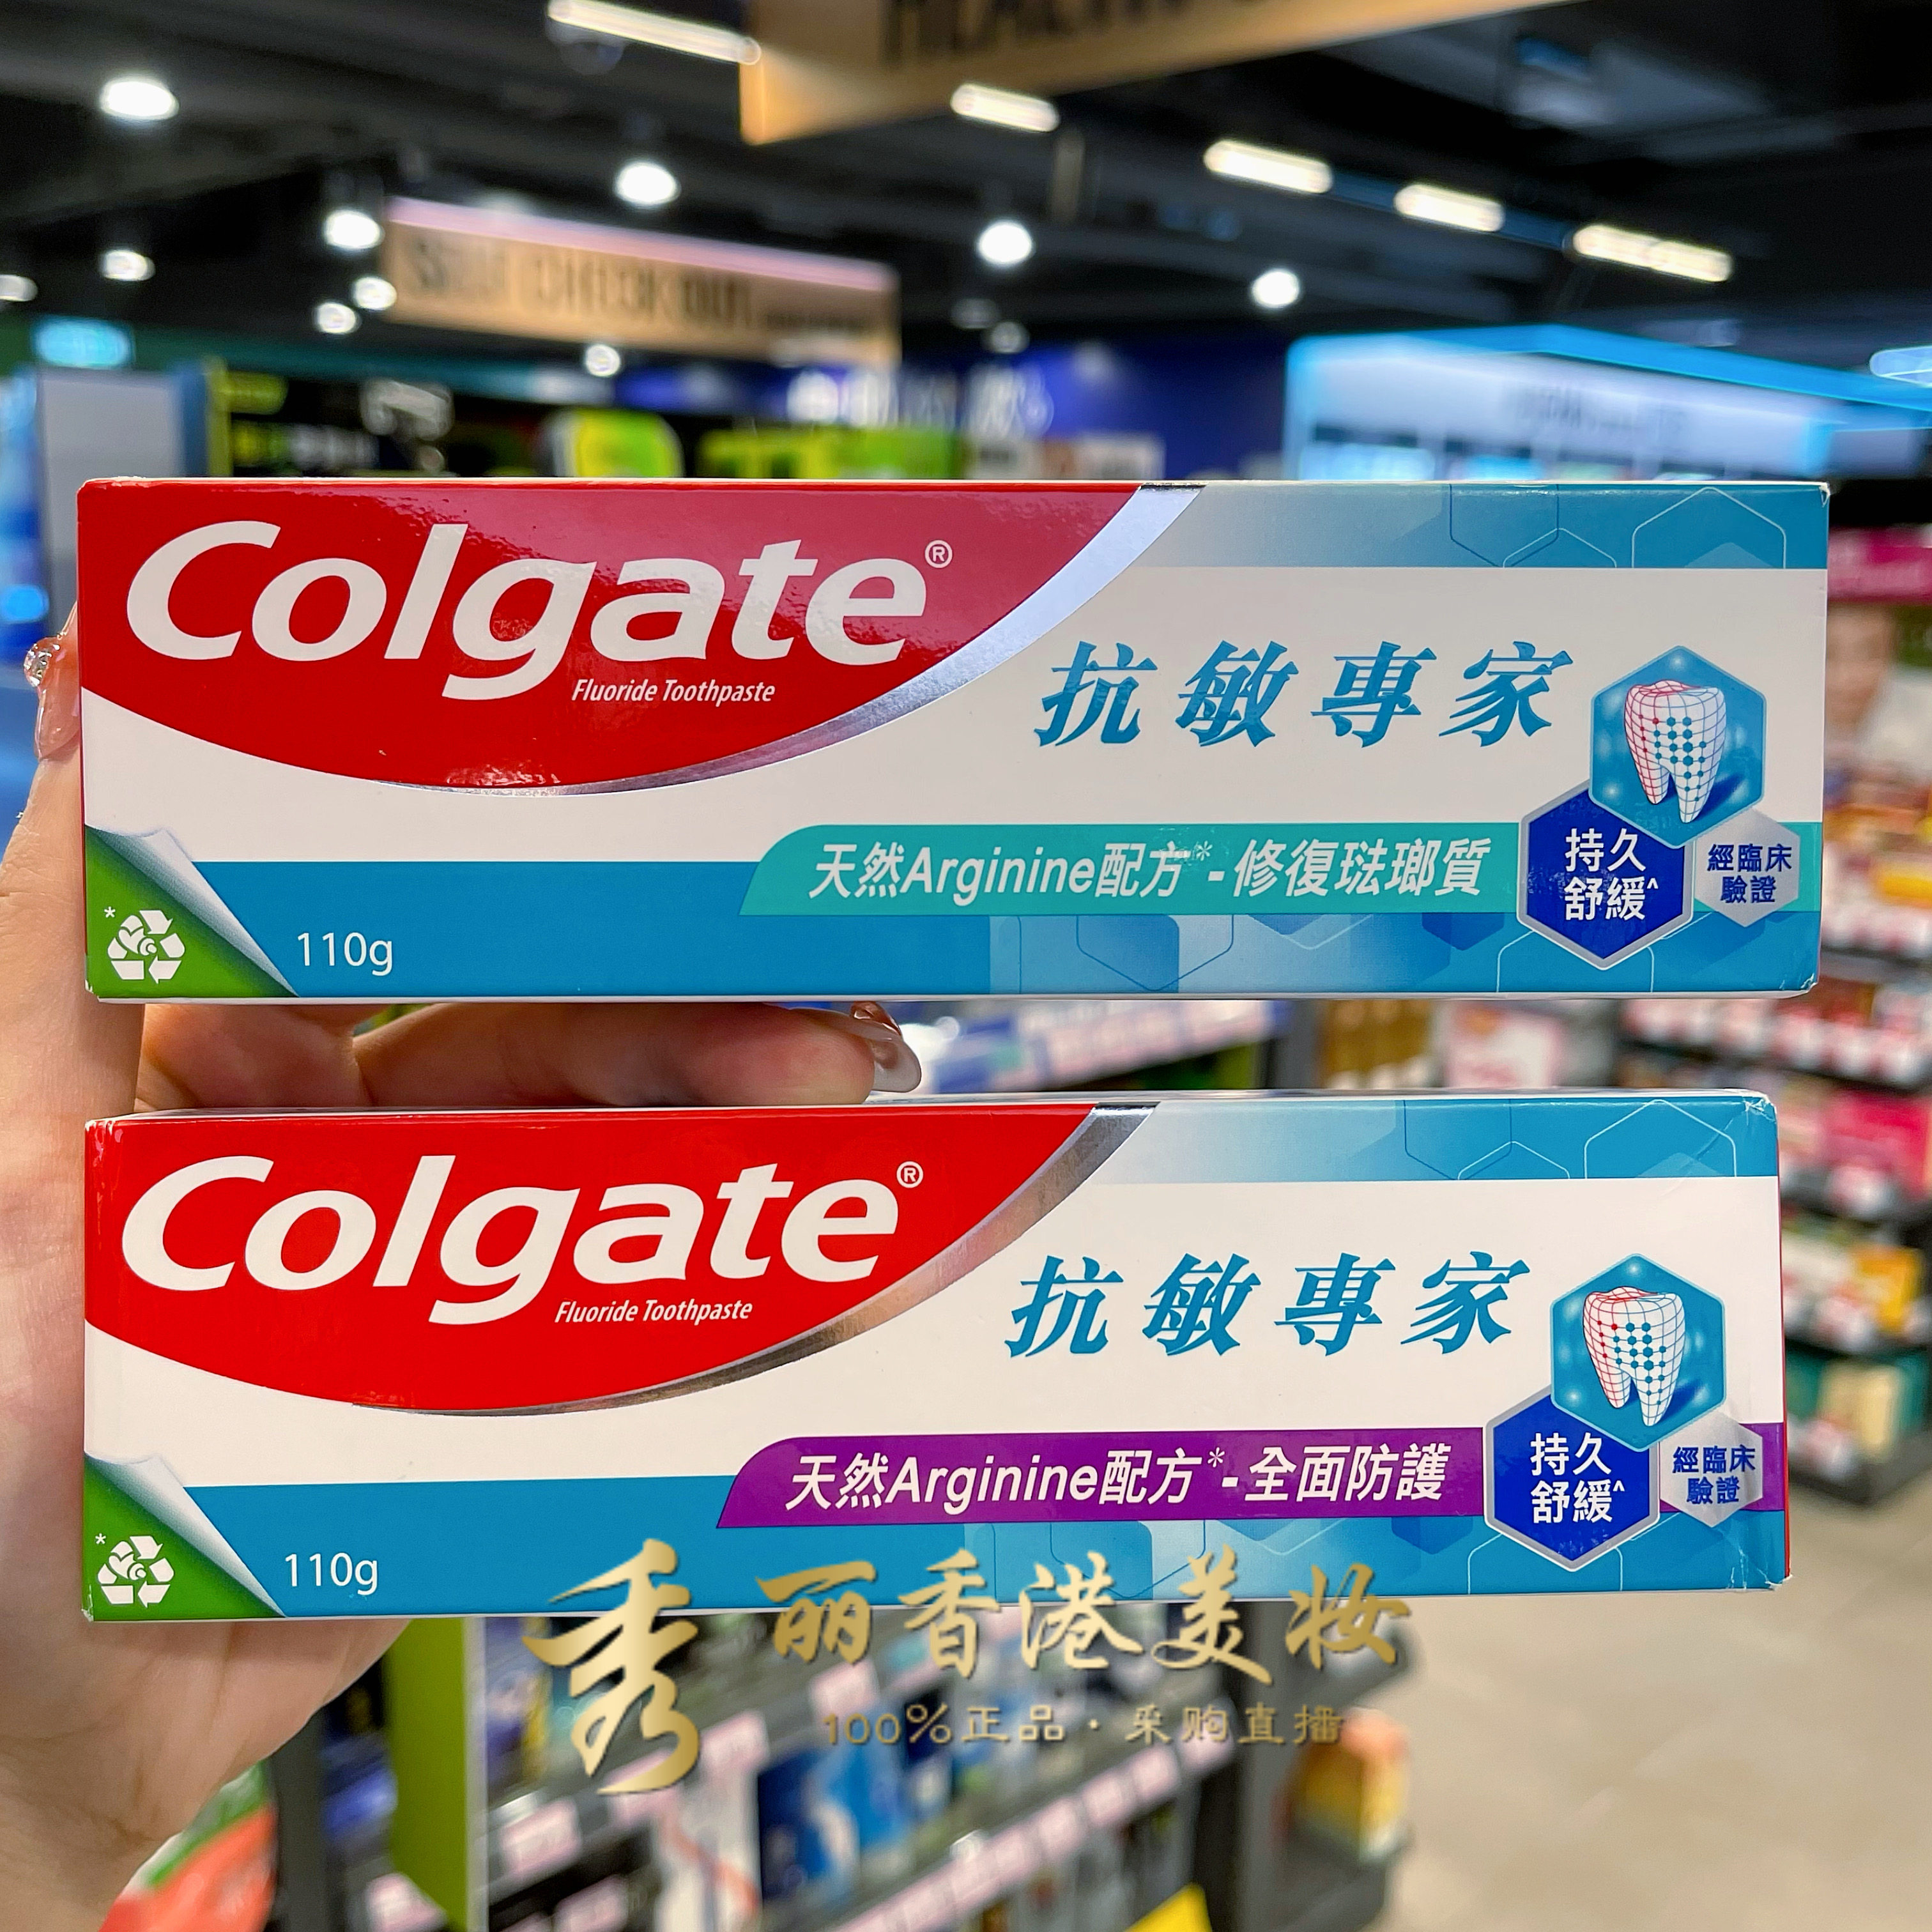 SELF CHECK OUT
Colgate®
Fluoride Toothpaste
抗敏專家
天然Arginine配方*-修復琺瑯質
持久
舒緩^
經臨床
驗證
*
110g
Colgate®
Fluoride Toothpaste
抗敏專家
天然Arginine配方*-全面防護
持久
舒緩^
經臨床
驗證
*
110g
秀丽香港美妆
100%正品·采购直播